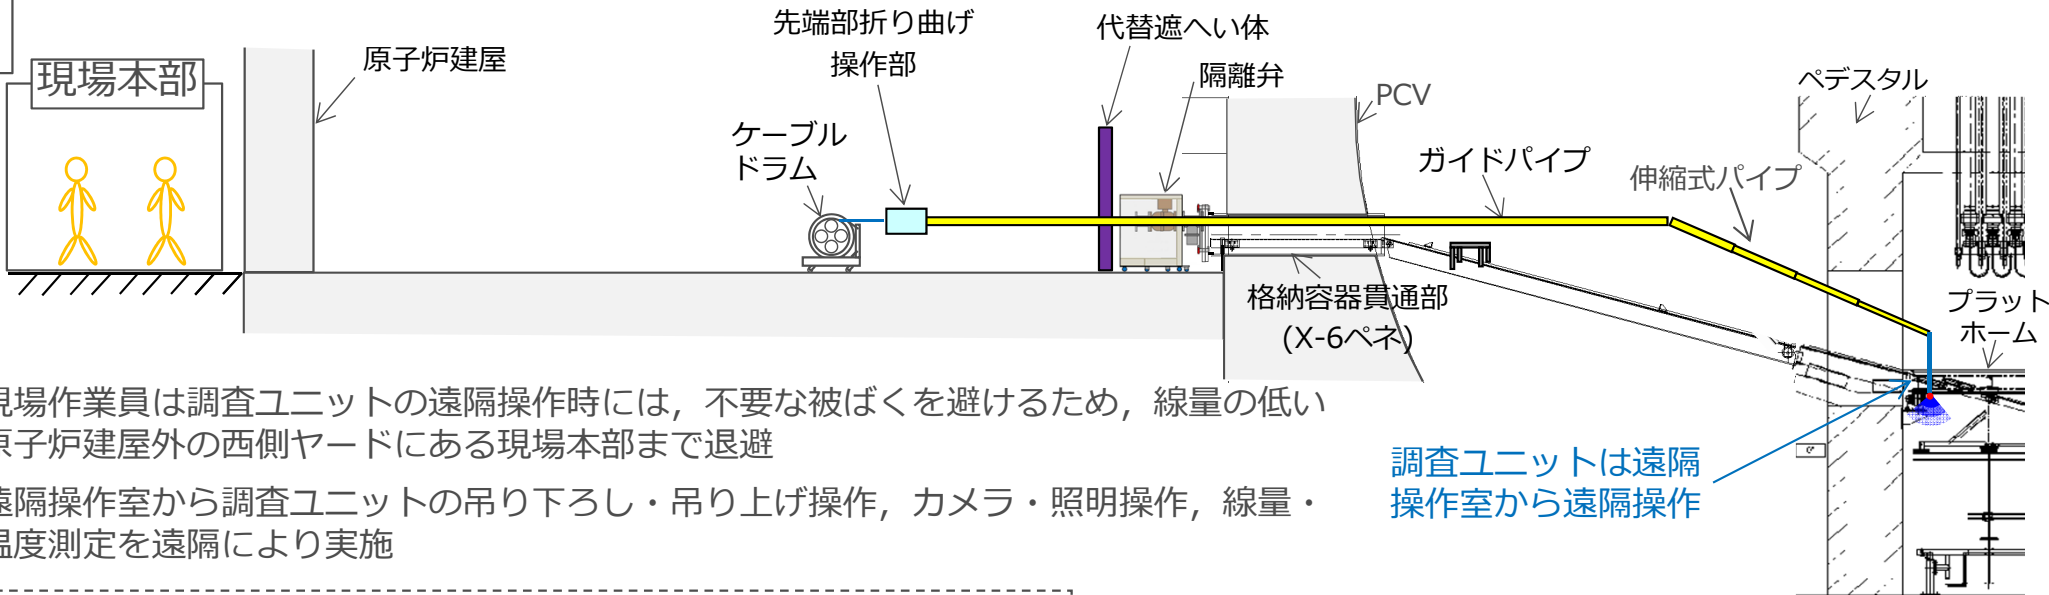 先端部折り曲げ
操作部
代替遮へい体
現場本部
原子炉建屋
隔離弁
PCV
ペデスタル
ケーブル
ドラム
ガイドパイプ
伸縮式パイプ
格納容器貫通部
(X-6ペネ)
プラット
ホーム
現場作業員は調査ユニットの遠隔操作時には，不要な被ばくを避けるため，線量の低い
原子炉建屋外の西側ヤードにある現場本部まで退避
遠隔操作室から調査ユニットの吊り下ろし・吊り上げ操作，カメラ・照明操作，線量・
温度測定を遠隔により実施
調査ユニットは遠隔
操作室から遠隔操作